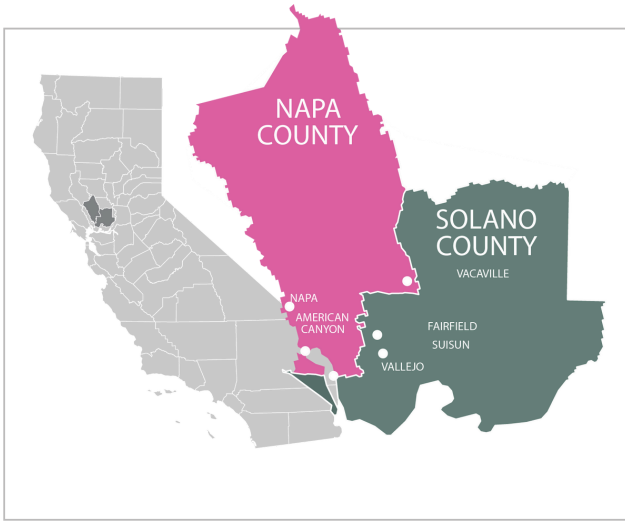 NAPA
COUNTY
SOLANO
COUNTY
VACAVILLE
NAPA
AMERICAN
CANYON
FAIRFIELD
SUISUN
VALLEJO